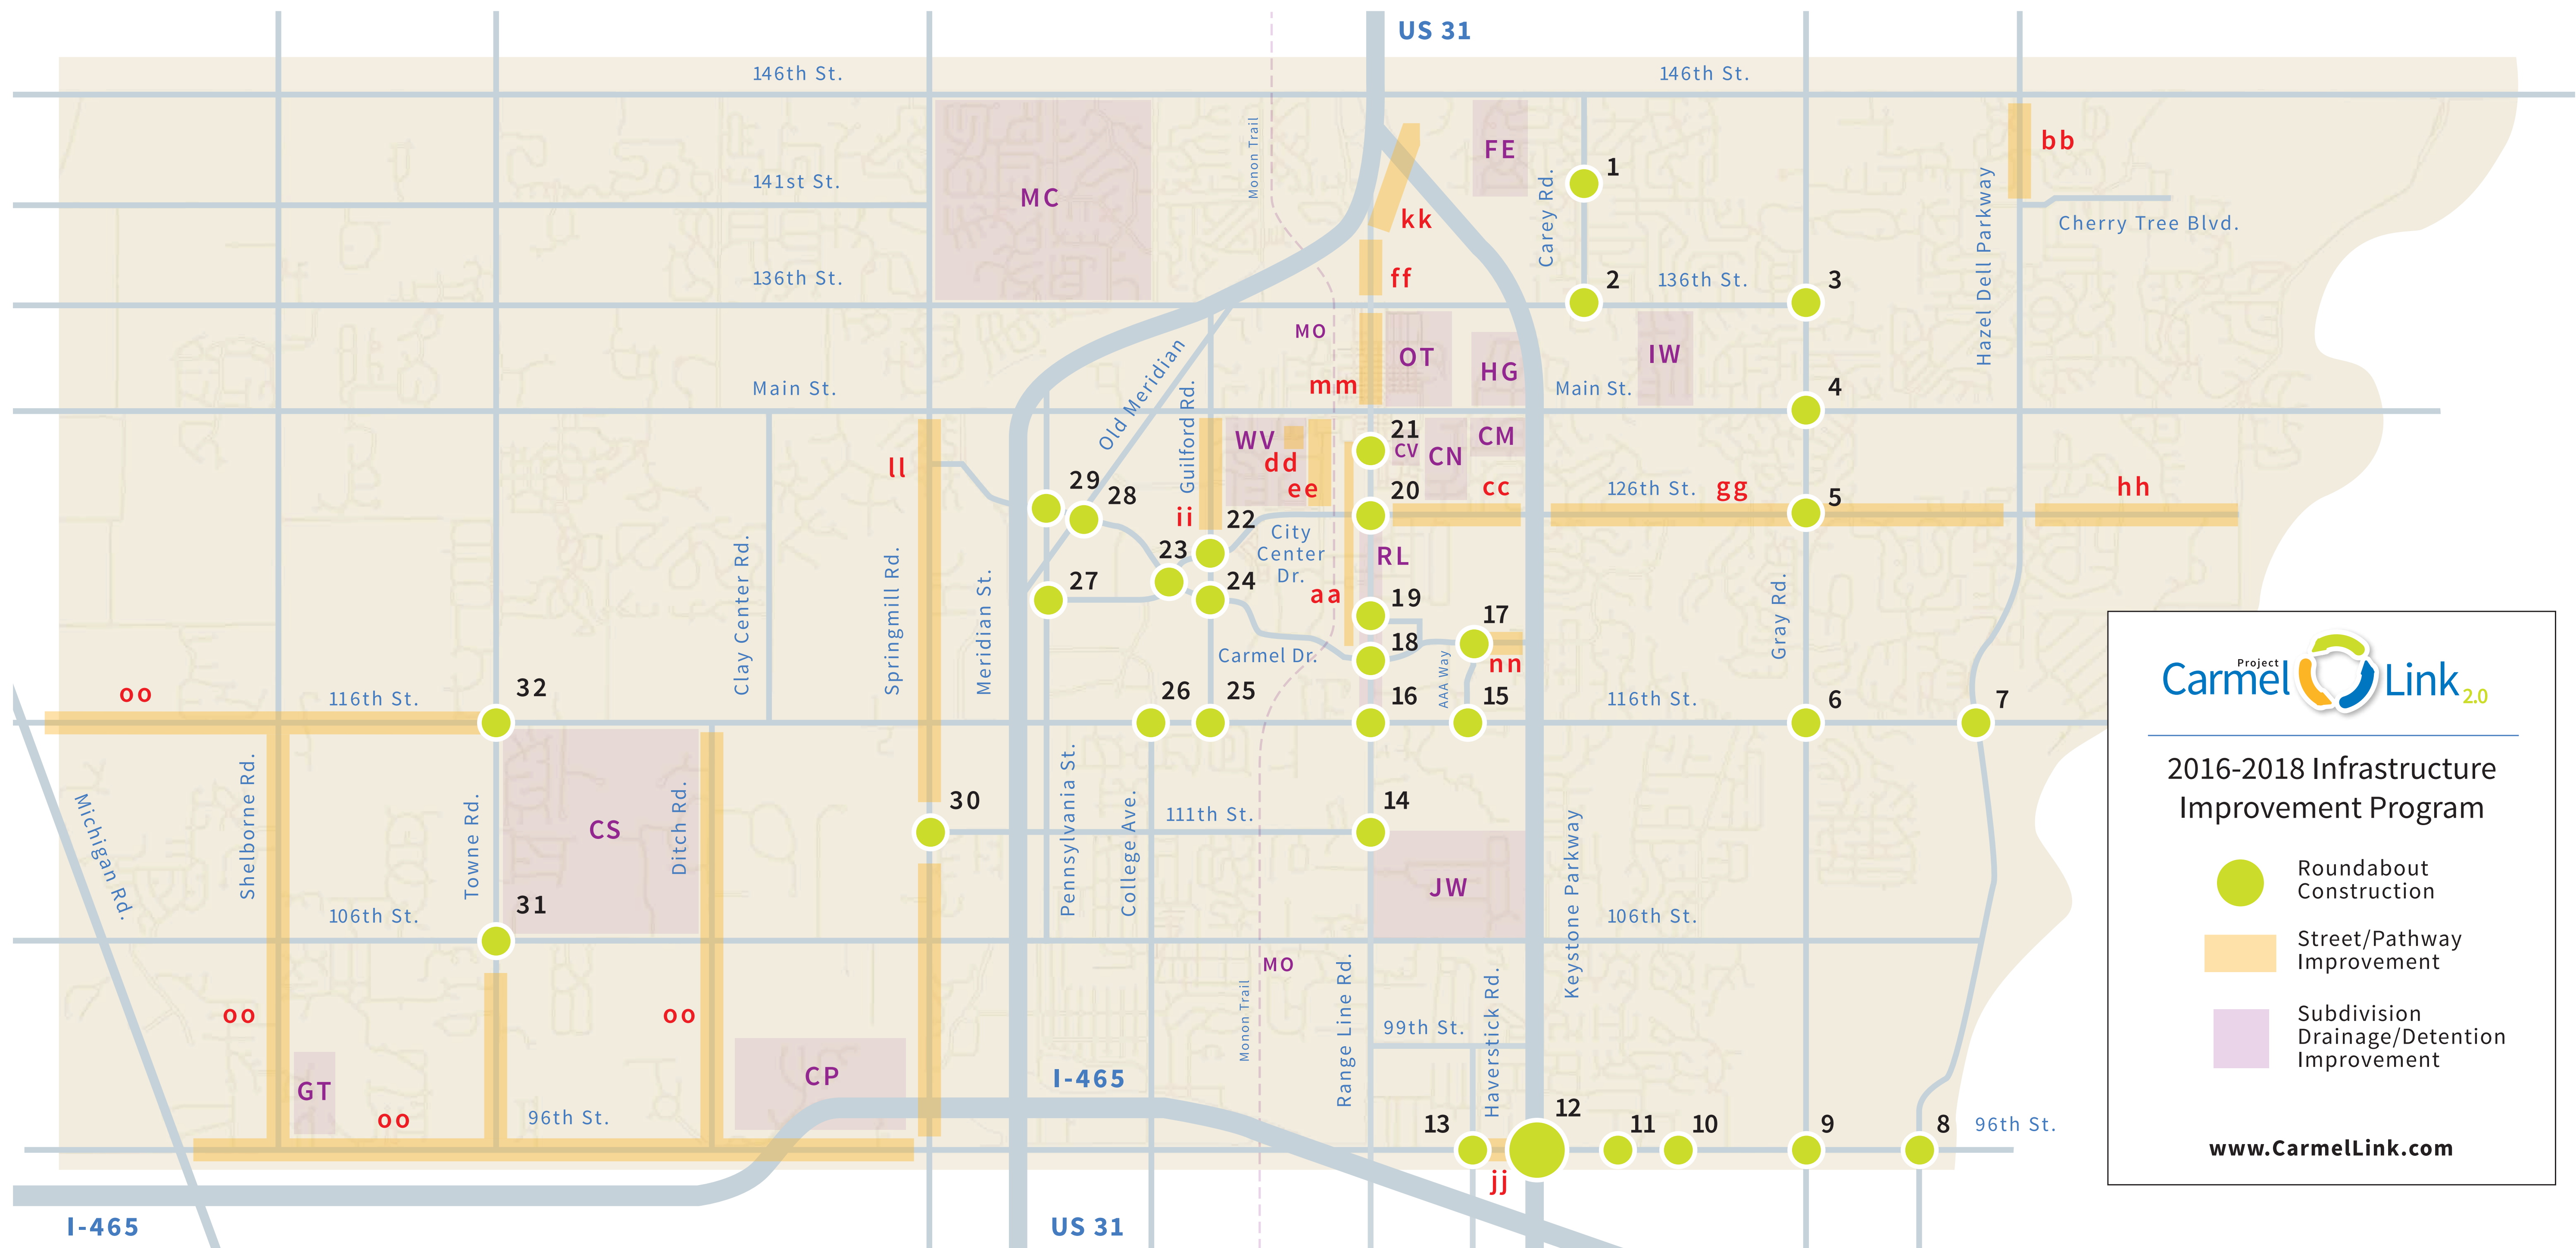 US 31
146th St.
146th St.
Monon Trail
FE
bb
1
141st St.
MC
Carey Rd.
Hazel Dell Parkway
kk
Cherry Tree Blvd.
136th St.
ff
2
136th St.
3
MO
OT
HG
IW
Old Meridian
Guilford Rd.
mm
Main St.
Main St.
4
21
WV
CV
CN
CM
dd
ll
29
28
ee
20
cc
126th St.
gg
5
hh
ii
22
City
Center
Dr.
23
RL
27
24
aa
19
17
Clay Center Rd.
Springmill Rd.
Meridian St.
Gray Rd.
18
Carmel Dr.
nn
AAA Way
oo
116th St.
32
26
25
16
15
116th St.
6
7
Project
Carmel Link 2.0
2016-2018 Infrastructure
Improvement Program
Roundabout
Construction
Street/Pathway
Improvement
Subdivision
Drainage/Detention
Improvement
www.CarmelLink.com
Michigan Rd.
Shelborne Rd.
Towne Rd.
CS
Ditch Rd.
30
Pennsylvania St.
College Ave.
111th St.
14
JW
Keystone Parkway
31
106th St.
106th St.
MO
oo
oo
Monon Trail
Range Line Rd.
99th St.
Haverstick Rd.
GT
CP
I-465
oo
96th St.
13
12
11
10
9
8
96th St.
jj
I-465
US 31